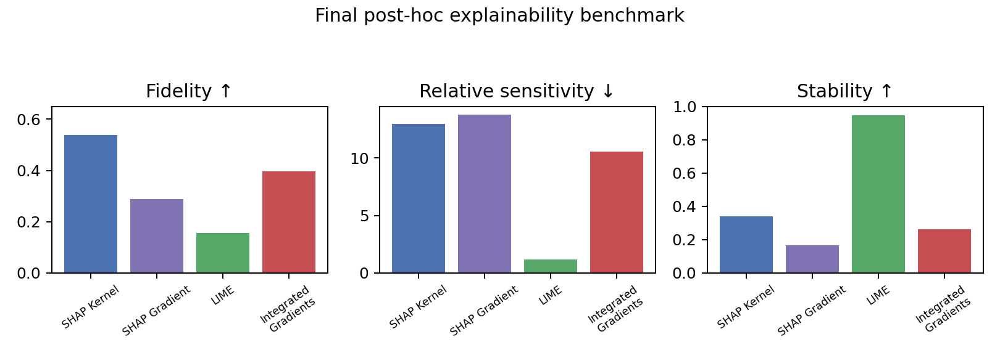 Final post-hoc explainability benchmark
Fidelity ↑
0.6
0.4
0.2
0.0
SHAP Kernel
SHAP Gradient
LIME
Integrated
Gradients
Relative sensitivity ↓
10
5
0
SHAP Kernel
SHAP Gradient
LIME
Integrated
Gradients
Stability ↑
1.0
0.8
0.6
0.4
0.2
0.0
SHAP Kernel
SHAP Gradient
LIME
Integrated
Gradients